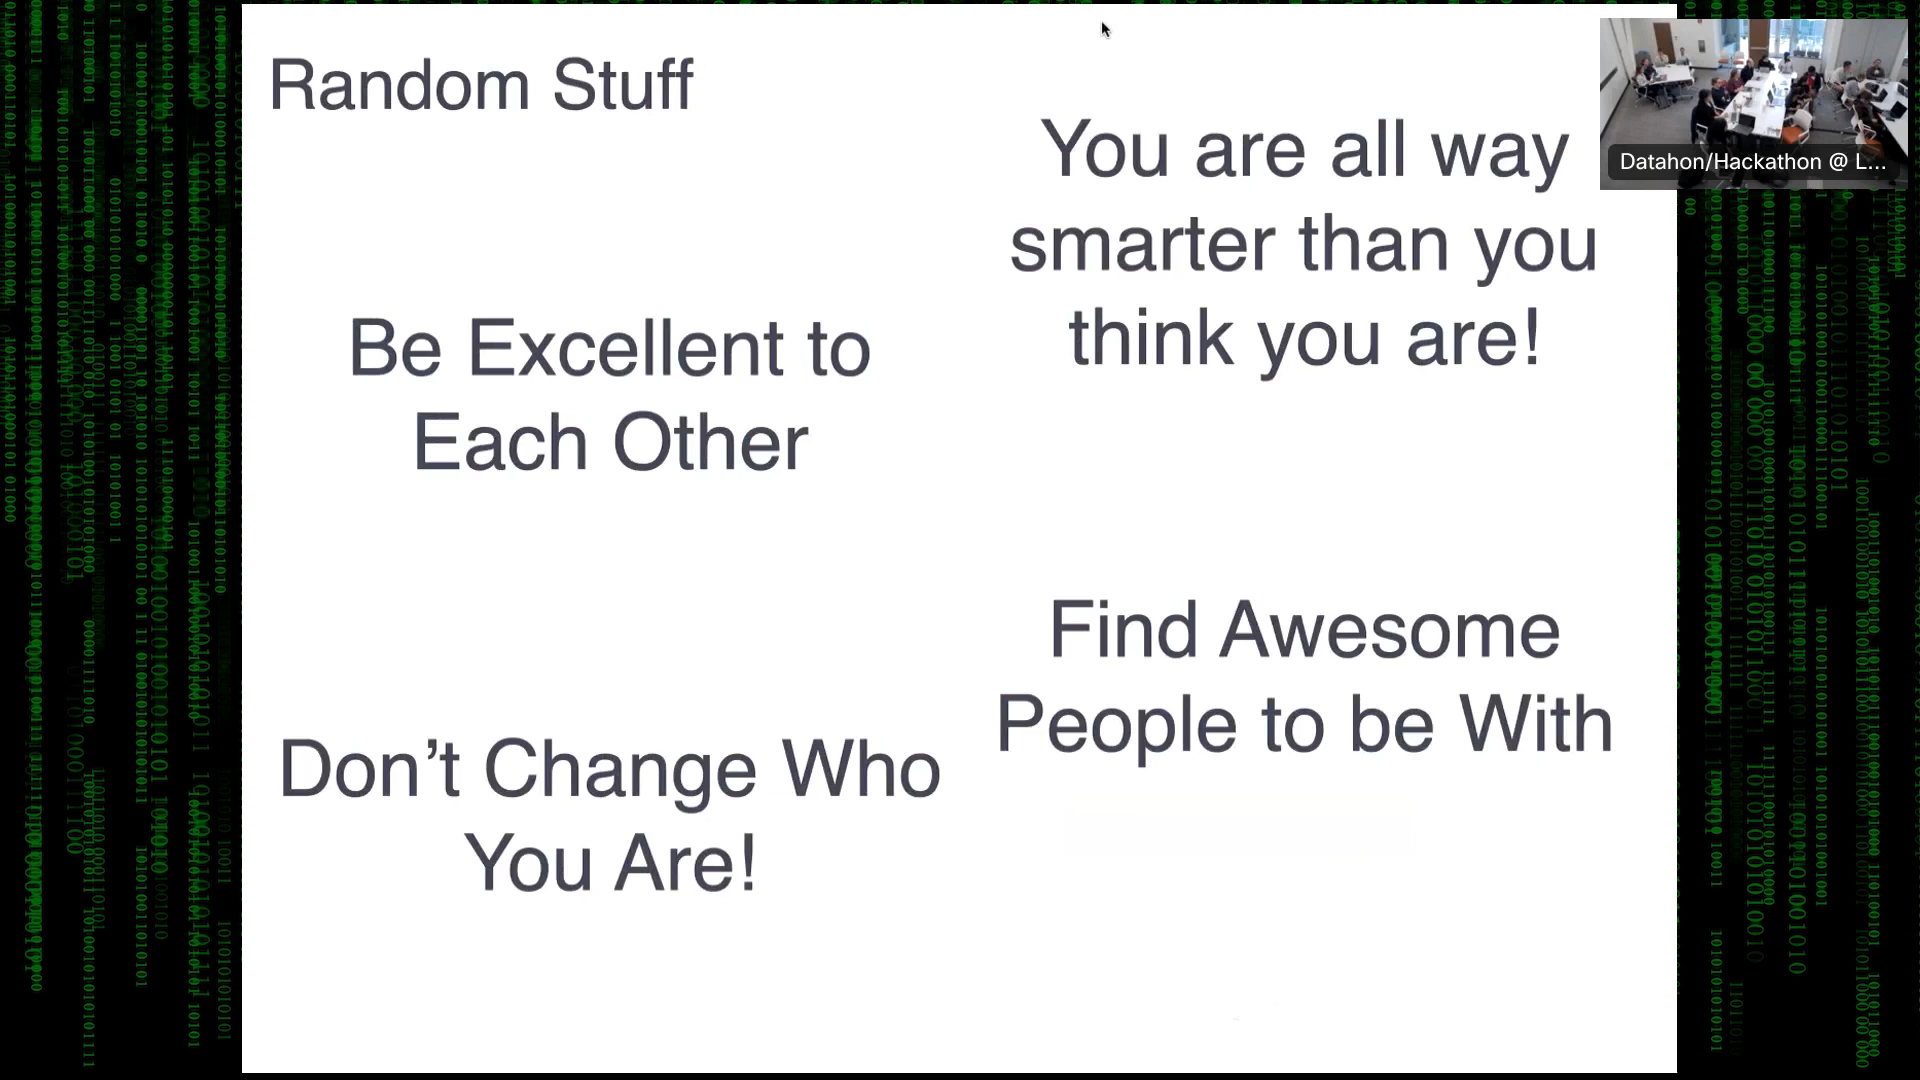 Random Stuff
You are all way
smarter than you
think you are!
Be Excellent to
Each Other
Find Awesome
People to be With
Don’t Change Who
You Are!
Datahon/Hackathon @ L...